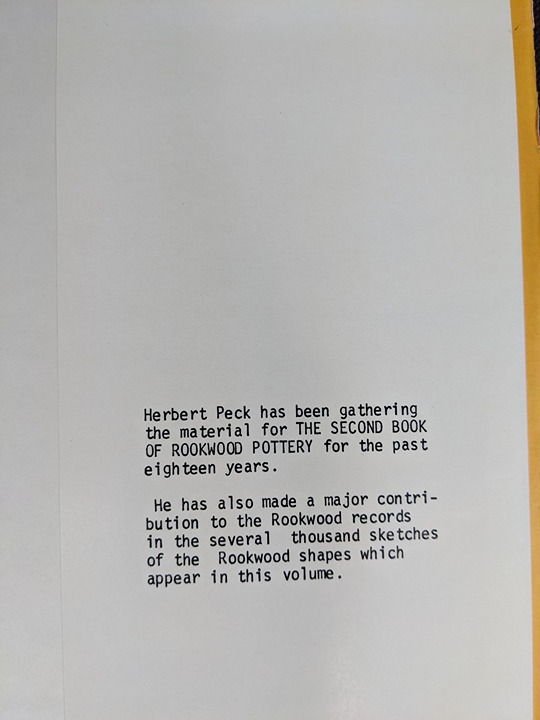 Herbert Peck has been gathering
the material for THE SECOND BOOK
OF ROOKWOOD POTTERY for the past
eighteen years.
He has also made a major contri-
bution to the Rookwood records
in the several  thousand sketches
of the  Rookwood shapes which
appear in this volume.